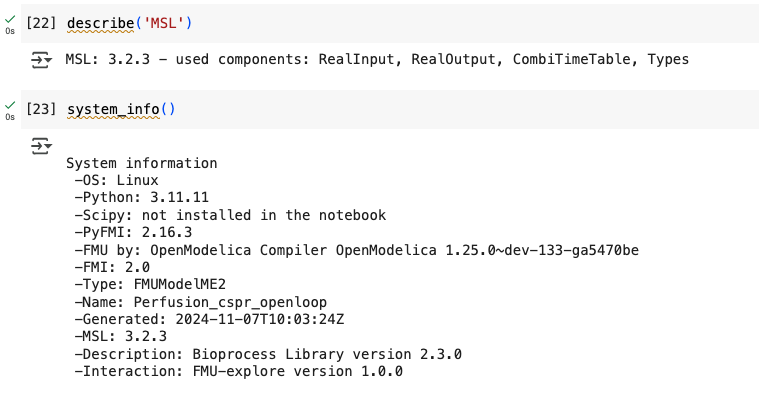 0s [22] describe('MSL')
MSL: 3.2.3 – used components: RealInput, RealOutput, CombiTimeTable, Types
0s [23] system_info()
System information
–OS: Linux
–Python: 3.11.11
–Scipy: not installed in the notebook
–PyFMI: 2.16.3
–FMU by: OpenModelica Compiler OpenModelica 1.25.0~dev-133-ga5470be
–FMI: 2.0
–Type: FMUModelME2
–Name: Perfusion_cspr_openloop
–Generated: 2024-11-07T10:03:24Z
–MSL: 3.2.3
–Description: Bioprocess Library version 2.3.0
–Interaction: FMU-explore version 1.0.0